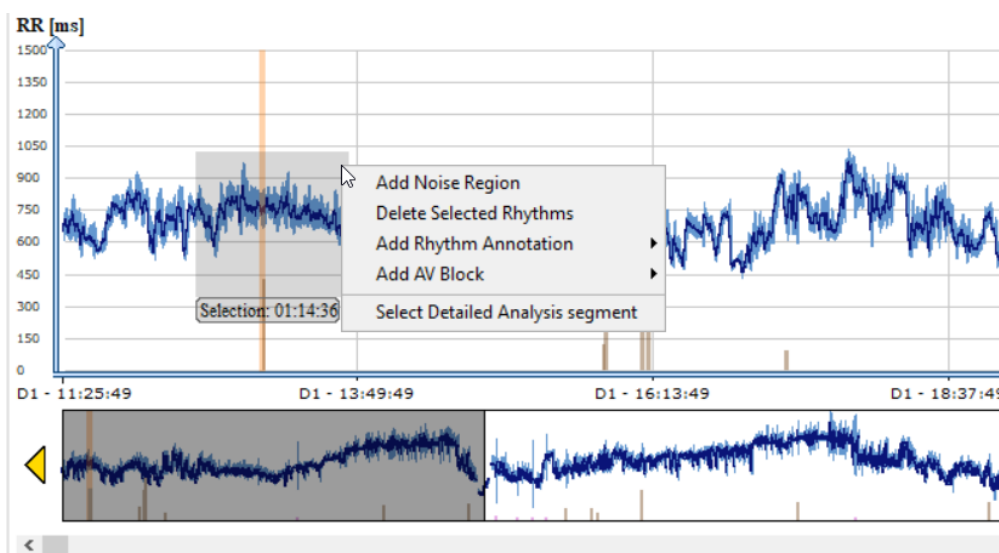 RR [ms]
1500
1350
1200
1050
900
750
600
450
300
150
0
Add Noise Region
Delete Selected Rhythms
Add Rhythm Annotation
Add AV Block
Select Detailed Analysis segment
Selection: 01:14:36
D1 - 11:25:49
D1 - 13:49:49
D1 - 16:13:49
D1 - 18:37:49